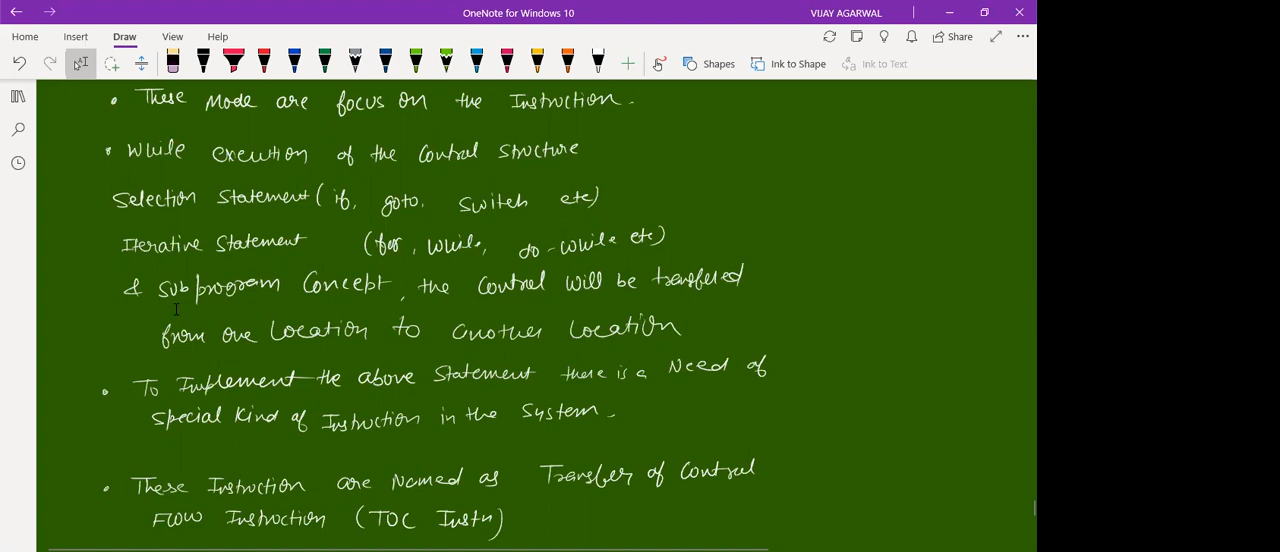 OneNote for Windows 10
VIJAY AGARWAL
Home Insert Draw View Help
Share
Shapes Ink to Shape Ink to Text
• These Mode are focus on the Instruction.
• While execution of the Control Structure
Selection Statement (if, goto, Switch etc)
Iterative Statement (for, while, do-while etc)
& Subprogram Concept, the Control will be transfered
from one Location to another Location
• To Implement the above Statement there is a Need of
Special Kind of Instruction in the System.
• These Instruction are Named as Transfer of Control
FLOW Instruction (TOC Instn)